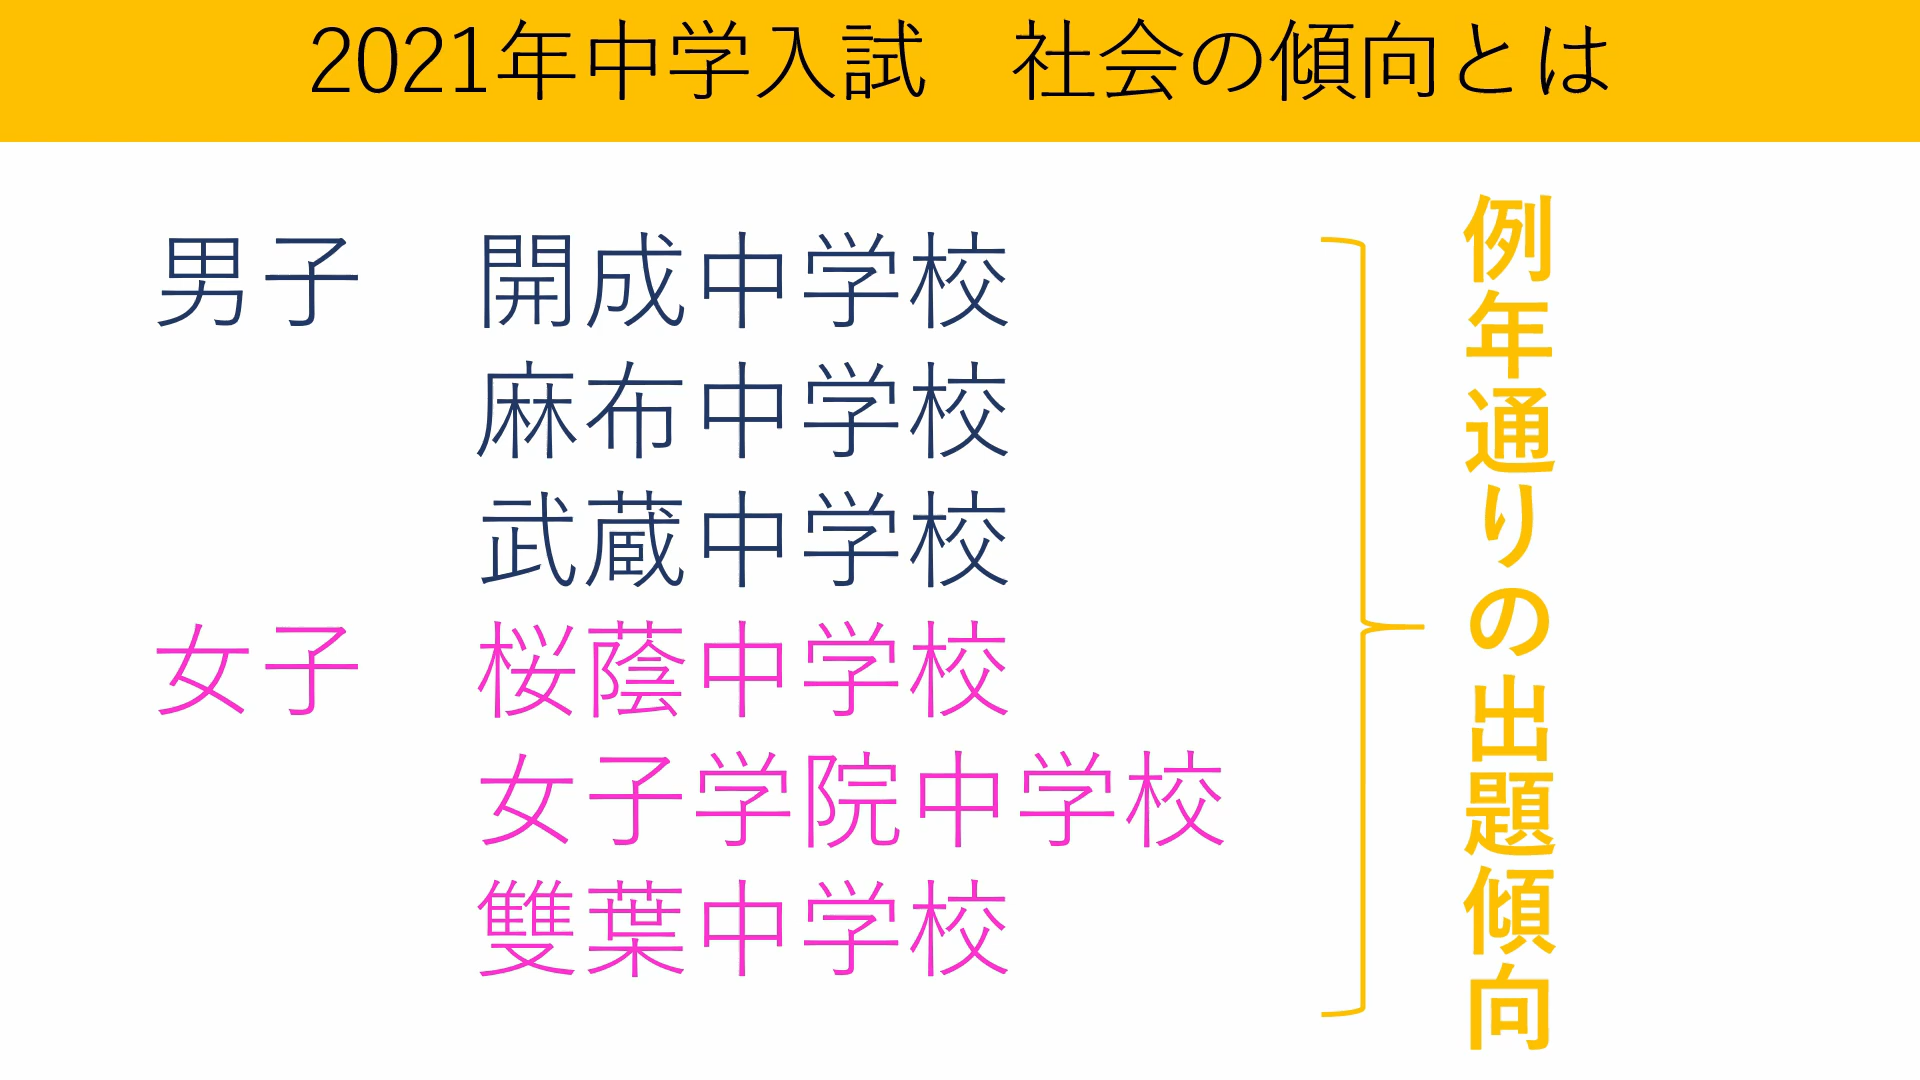 2021年中学入試　社会の傾向とは
男子　開成中学校
麻布中学校
武蔵中学校
女子　桜蔭中学校
女子学院中学校
雙葉中学校
例年通りの出題傾向